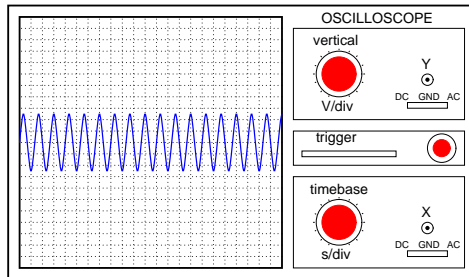 OSCILLOSCOPE
vertical
V/div
Y
DC GND AC
trigger
timebase
s/div
X
DC GND AC